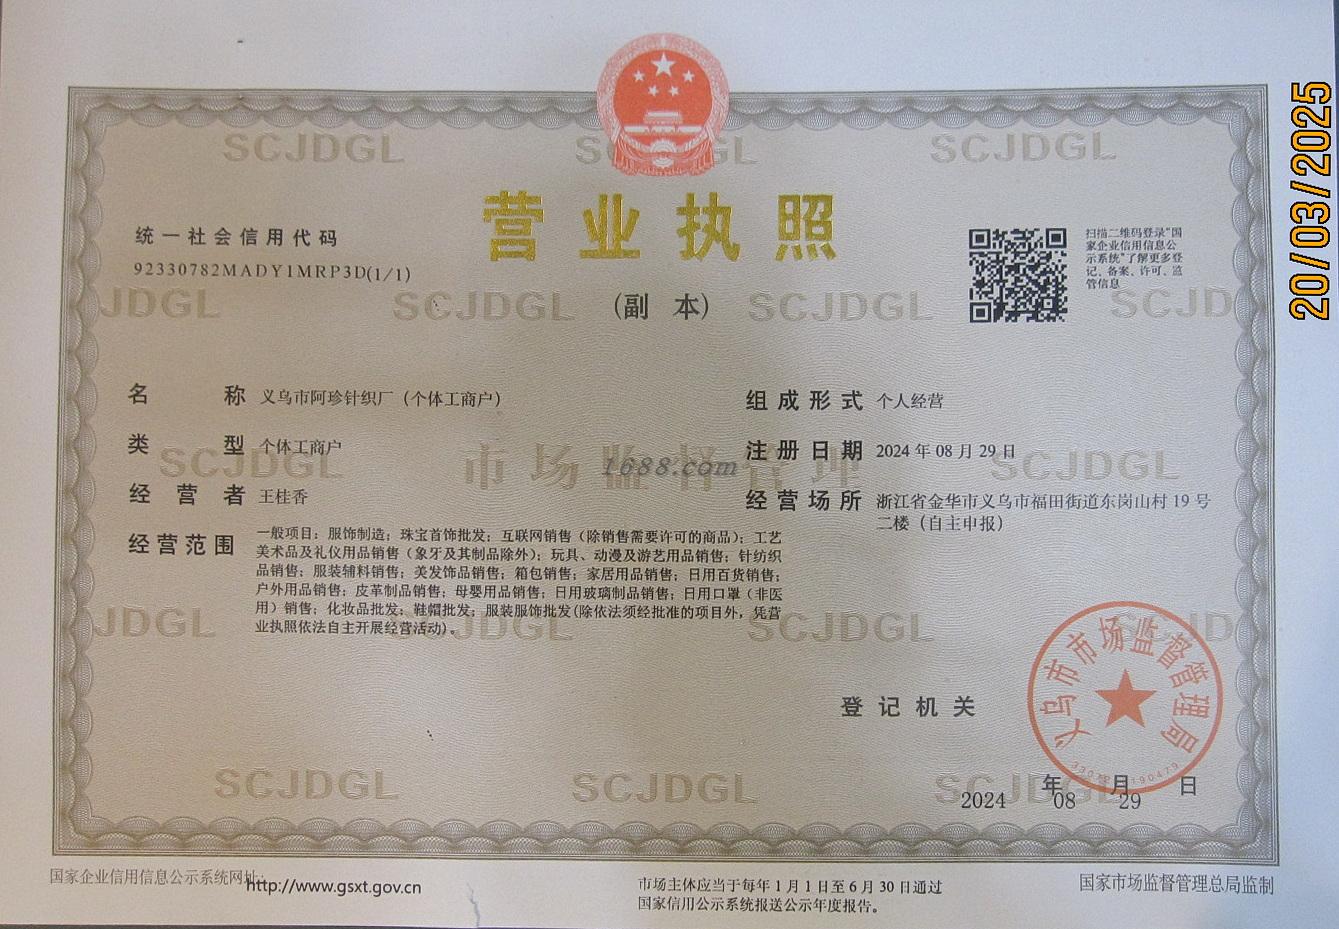 SCJDGL SCJDGL SCJDGL
营业执照
(副 本)
统一社会信用代码
92330782MADY1MRP3D(1/1)
扫描二维码登录“国
家企业信用信息公
示系统”了解更多登
记、备案、许可、监
管信息
20/03/2025
JDGL SCJDGL SCJDGL SCJD
名 称 义乌市阿珍针织厂（个体工商户）
类 型 个体工商户
经 营 者 王桂香
经营范围 一般项目：服饰制造；珠宝首饰批发；互联网销售（除销售需要许可的商品）；工艺
美术品及礼仪用品销售（象牙及其制品除外）；玩具、动漫及游艺用品销售；针纺织
品销售；服装辅料销售；美发饰品销售；箱包销售；家居用品销售；日用百货销售；
户外用品销售；皮革制品销售；母婴用品销售；日用玻璃制品销售；日用口罩（非医
用）销售；化妆品批发；鞋帽批发；服装服饰批发(除依法须经批准的项目外，凭营
业执照依法自主开展经营活动)。
组成形式 个人经营
注册日期 2024 年 08 月 29 日
经营场所 浙江省金华市义乌市福田街道东岗山村 19 号
二楼（自主申报）
SCJDGL 市场监督管理 SCJDGL
1688.com
JDGL SCJDGL SCJDGL SCJD
登记机关
义乌市市场监督管理局
SCJDGL SCJDGL SCJDGL
年 月 日
2024 08 29
国家企业信用信息公示系统网址:http://www.gsxt.gov.cn
市场主体应当于每年 1 月 1 日至 6 月 30 日通过
国家信用公示系统报送公示年度报告。
国家市场监督管理总局监制